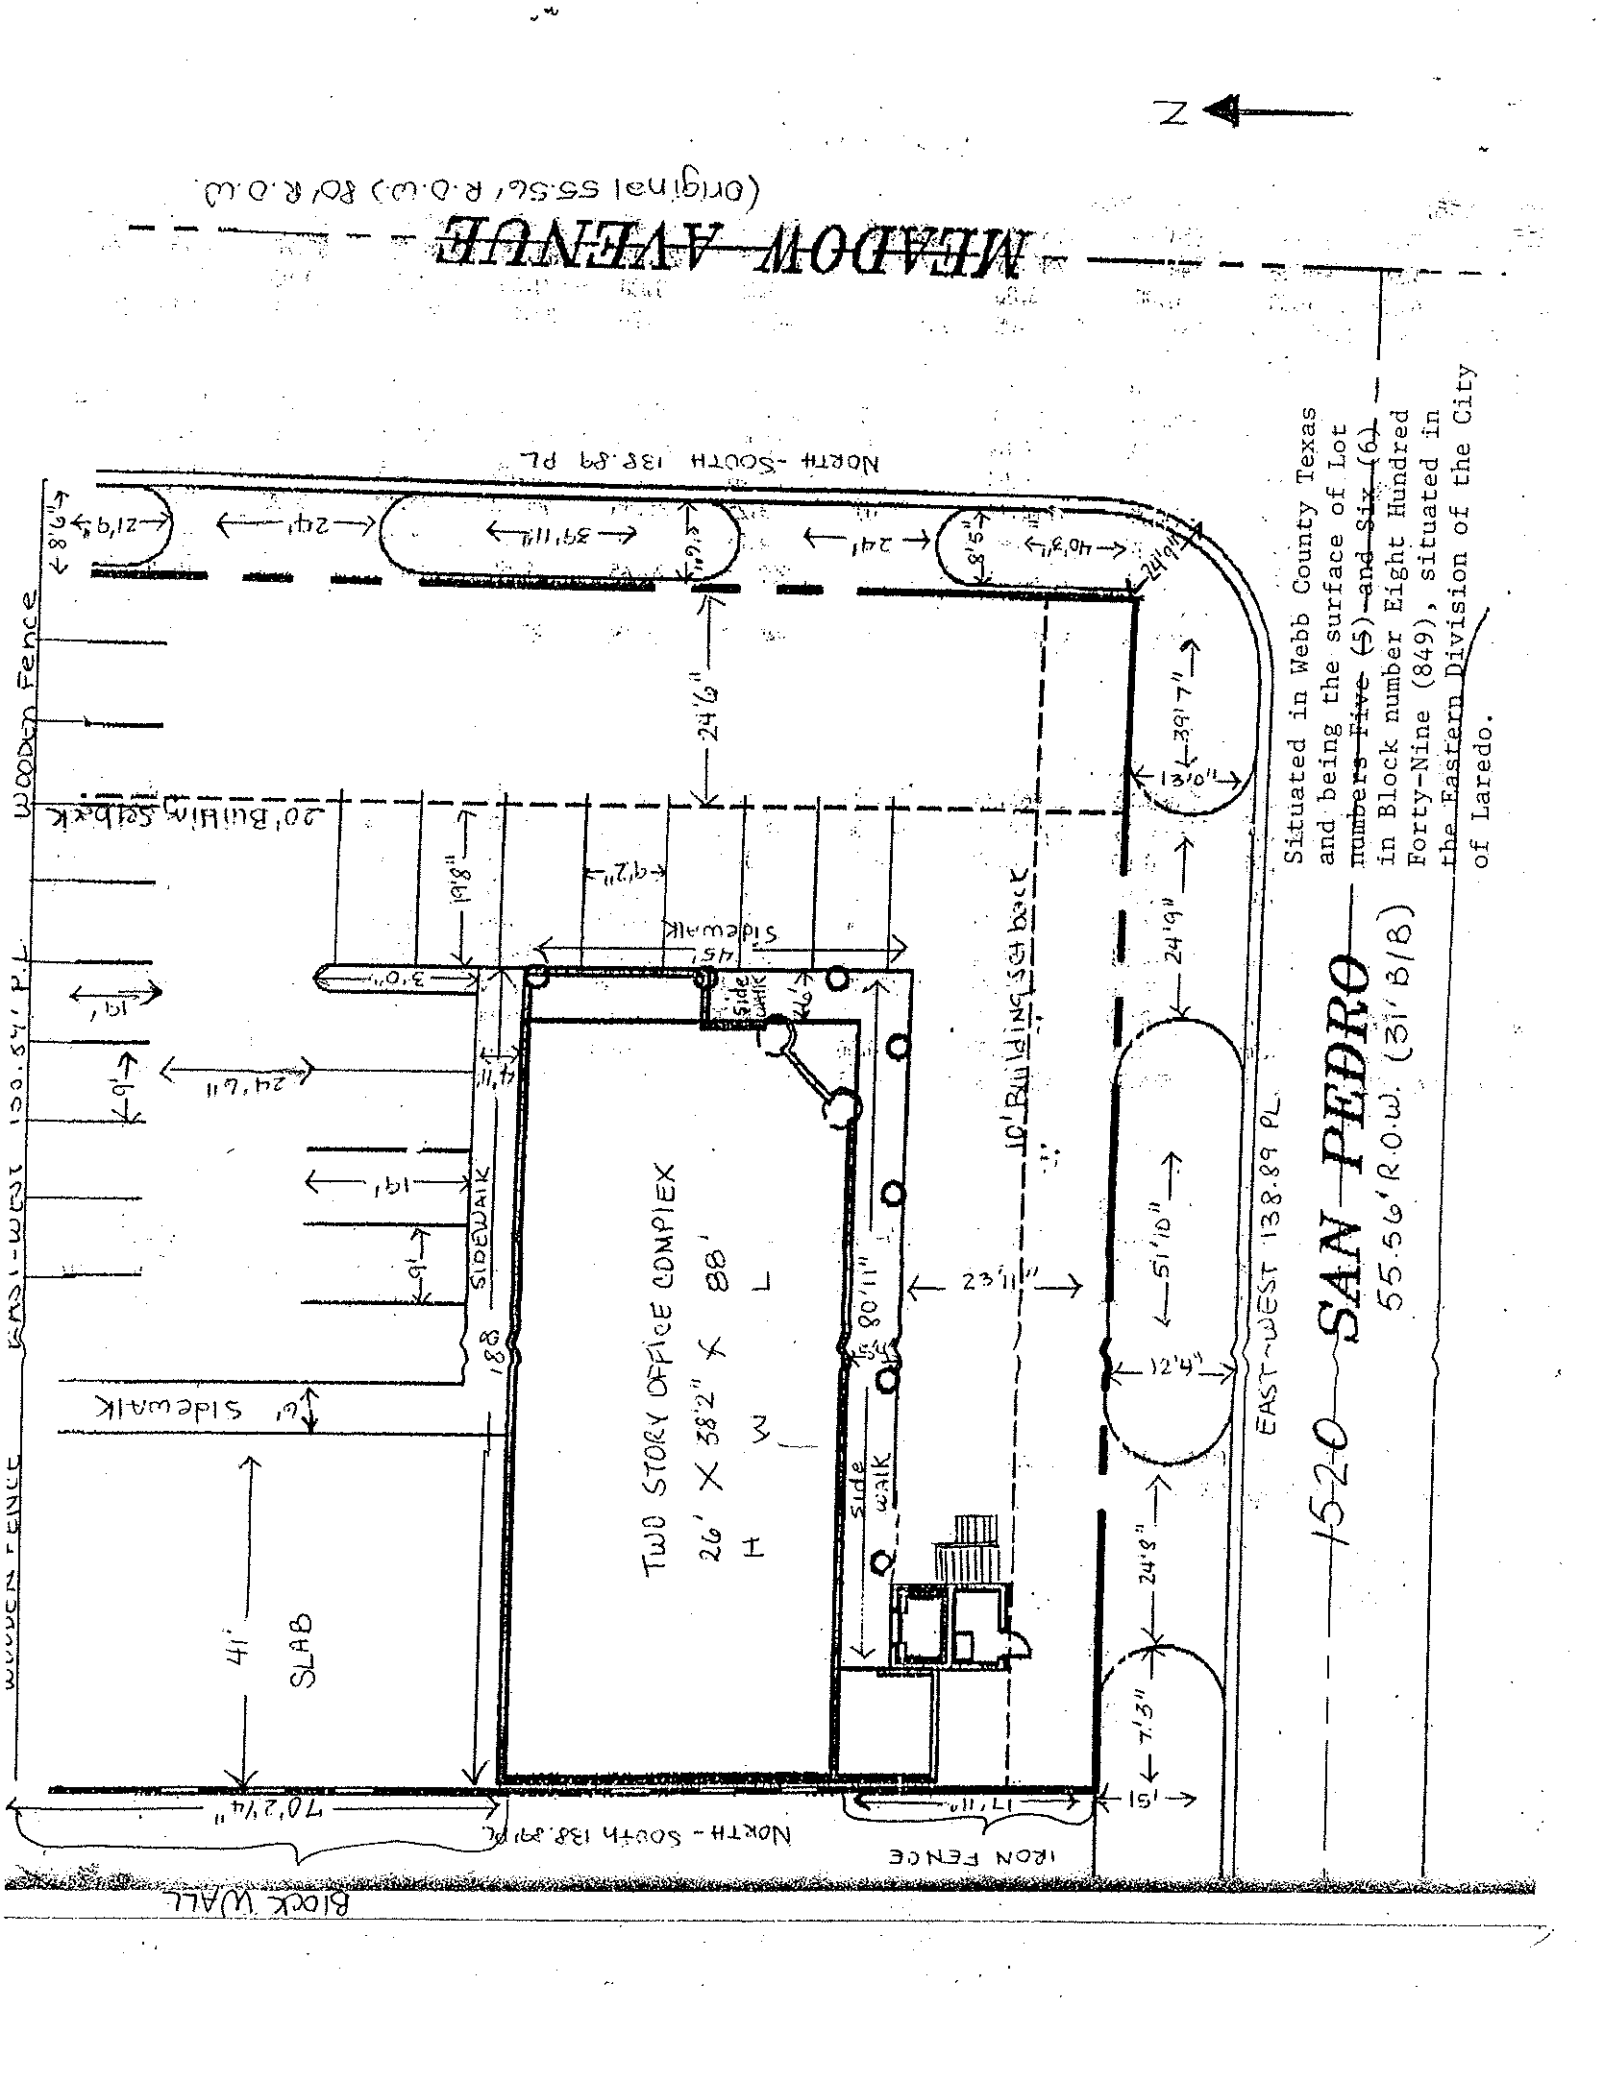 N
(Original 55.56' R.O.W.) 80' R.O.W.
MEADOW AVENUE
NORTH-SOUTH 138.89 PL
8'6"
21'9"
24'
39'11"
8'6"
24'
8'5"
40'3"
24'9"
WOODEN Fence
20' Building Setback
24'6"
39'7"
13'0"
19'8"
9'2"
10' Building setback
24'9"
45'
Sidewalk
3'0"
side
walk
19'
9'
24'6"
4'11"
19'
9'
SIDEWALK
188
Sidewalk
6'
TWO STORY OFFICE COMPLEX
26' X 38'2" X 88'
H W L
80'11"
23'11"
51'10"
12'4"
side
walk
EAST-WEST 138.89 PL
WOODEN FENCE
41'
SLAB
24'8"
7'3"
15'
70'2¼"
17'11"
NORTH-SOUTH 138.89' PL
IRON FENCE
Block WALL
Situated in Webb County Texas
and being the surface of Lot
numbers Five (5) and Six (6)
in Block number Eight Hundred
Forty-Nine (849), situated in
the Eastern Division of the City
of Laredo.
1520 SAN PEDRO
55.56' R.O.W. (31' B/B)